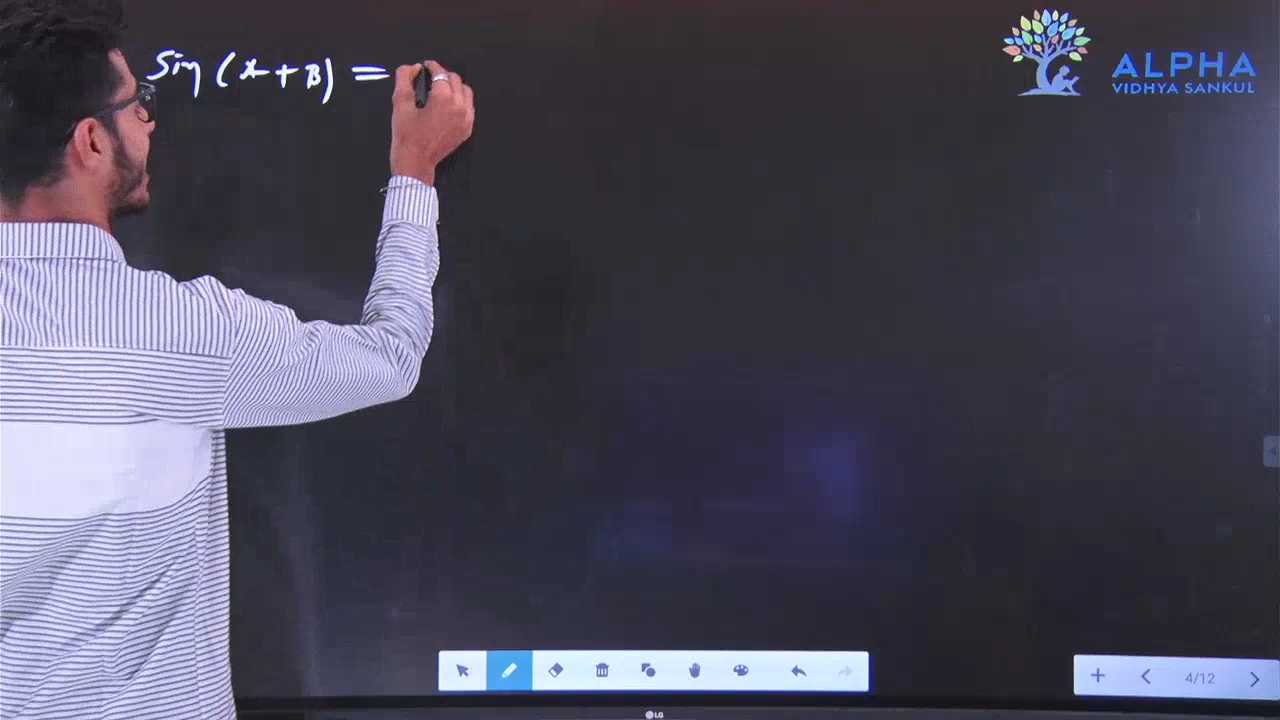 Sin (A + B) =
ALPHA
VIDHYA SANKUL
4/12
LG